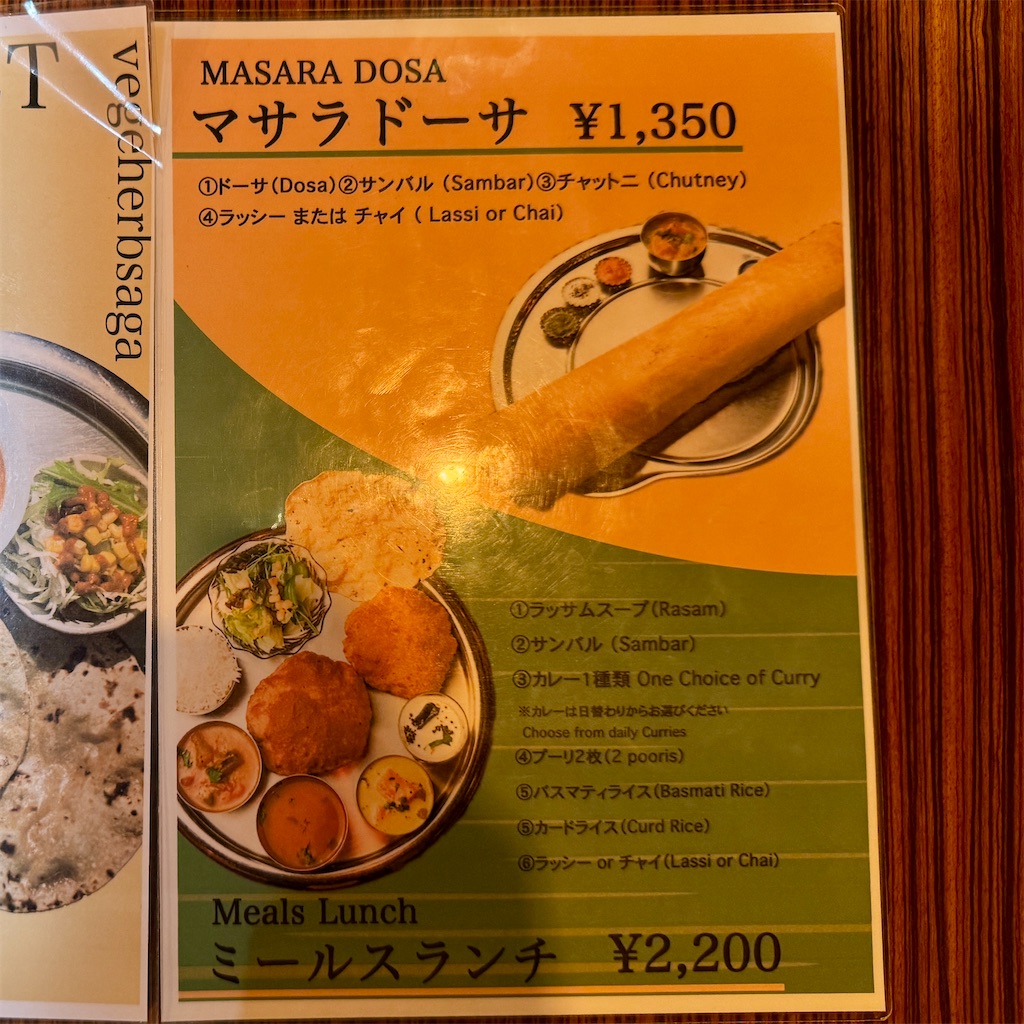 T
vegeherbsaga
MASARA DOSA
マサラドーサ ¥1,350
①ドーサ(Dosa)②サンバル (Sambar)③チャットニ (Chutney)
④ラッシー または チャイ ( Lassi or Chai)
①ラッサムスープ(Rasam)
②サンバル (Sambar)
③カレー1種類 One Choice of Curry
※カレーは日替わりからお選びください
Choose from daily Curries
④プーリ2枚(2 pooris)
⑤バスマティライス(Basmati Rice)
⑤カードライス(Curd Rice)
⑥ラッシー or チャイ(Lassi or Chai)
Meals Lunch
ミールスランチ ¥2,200